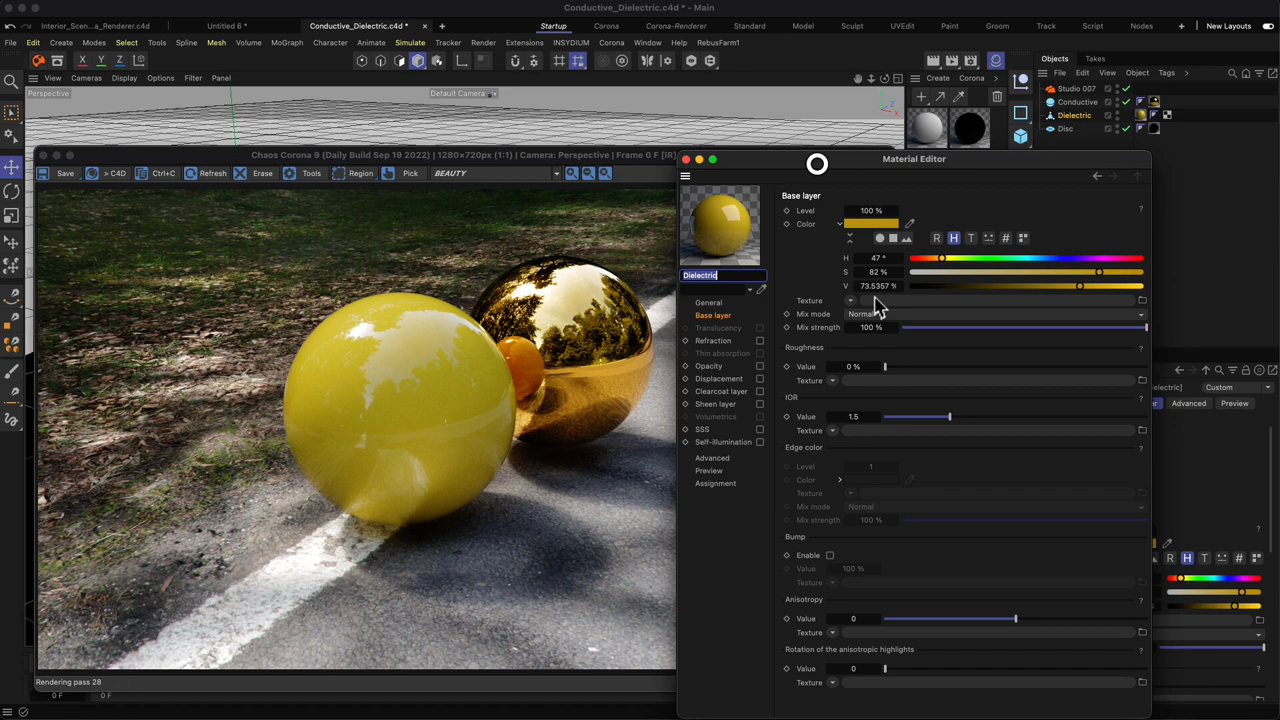 Conductive_Dielectric.c4d * - Main
Interior_Scen...a_Renderer.c4d Untitled 6 * Conductive_Dielectric.c4d * × + Startup Corona Corona-Renderer Standard Model Sculpt UVEdit Paint Groom Track Script Nodes + New Layouts
File Edit Create Modes Select Tools Spline Mesh Volume MoGraph Character Animate Simulate Tracker Render Extensions INSYDIUM Corona Window Help RebusFarm1
X Y Z
Objects Takes
View Cameras Display Options Filter Panel
Create Corona
File Edit View Object Tags
Perspective
Default Camera
Studio 007
Conductive
Dielectric
Disc
Chaos Corona 9 (Daily Build Sep 19 2022) | 1280×720px (1:1) | Camera: Perspective | Frame 0 F [IR]
Save > C4D Ctrl+C Refresh Erase Tools Region Pick BEAUTY
Material Editor
Dielectric
General
Base layer
Translucency
Refraction
Thin absorption
Opacity
Displacement
Clearcoat layer
Sheen layer
Volumetrics
SSS
Self-illumination
Advanced
Preview
Assignment
Base layer
Level 100 % ?
Color
R H T #
H 47 °
S 82 %
V 73.5357 %
Texture
Mix mode Normal
Mix strength 100 %
Roughness ?
Value 0 %
Texture
IOR ?
Value 1.5
Texture
Edge color ?
Level 1
Color
Texture
Mix mode Normal
Mix strength 100 %
Bump ?
Enable
Value 100 %
Texture
Anisotropy ?
Value 0
Texture
Rotation of the anisotropic highlights ?
Value 0
Texture
electric] Custom
Advanced Preview
?
R H T #
Rendering pass 28
0 F 0 F